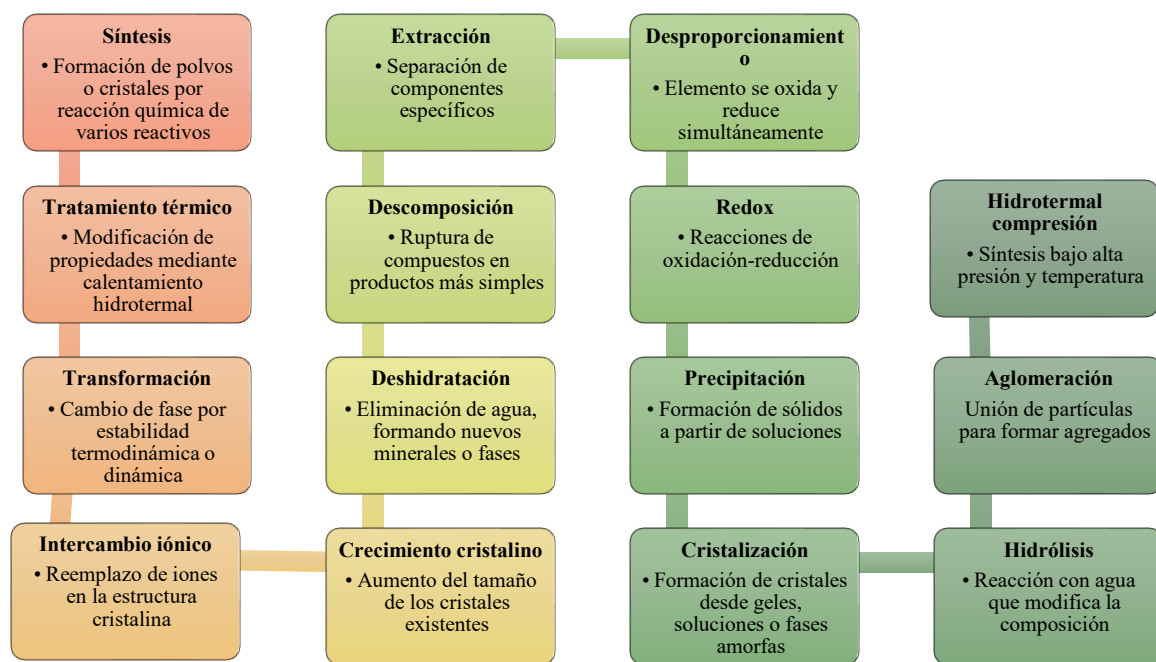 Síntesis
• Formación de polvos
o cristales por
reacción química de
varios reactivos
Tratamiento térmico
• Modificación de
propiedades mediante
calentamiento
hidrotermal
Transformación
• Cambio de fase por
estabilidad
termodinámica o
dinámica
Intercambio iónico
• Reemplazo de iones
en la estructura
cristalina
Crecimiento cristalino
• Aumento del tamaño
de los cristales
existentes
Deshidratación
• Eliminación de agua,
formando nuevos
minerales o fases
Descomposición
• Ruptura de
compuestos en
productos más simples
Extracción
• Separación de
componentes
específicos
Desproporcionamient
o
• Elemento se oxida y
reduce
simultáneamente
Redox
• Reacciones de
oxidación-reducción
Precipitación
• Formación de sólidos
a partir de soluciones
Cristalización
• Formación de cristales
desde geles,
soluciones o fases
amorfas
Hidrólisis
• Reacción con agua
que modifica la
composición
Aglomeración
Unión de partículas
para formar agregados
Hidrotermal
compresión
• Síntesis bajo alta
presión y temperatura